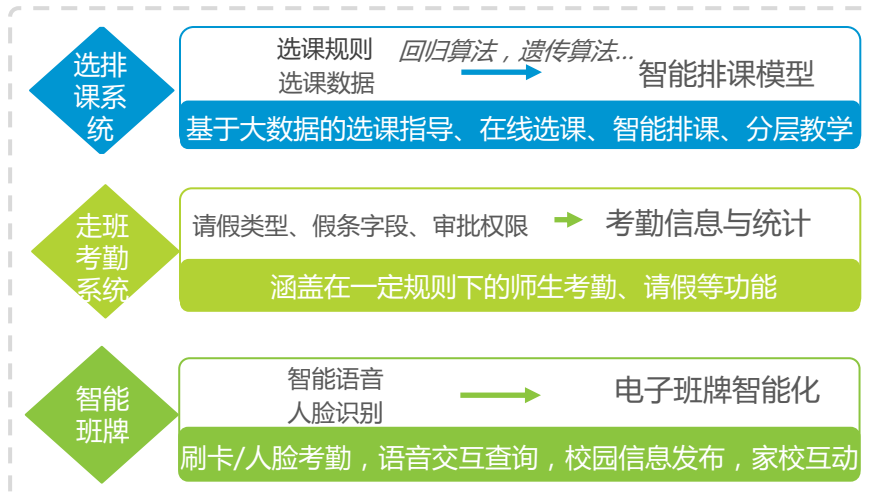 选排
课系
统
选课规则
选课数据
回归算法，遗传算法...
智能排课模型
基于大数据的选课指导、在线选课、智能排课、分层教学
走班
考勤
系统
请假类型、假条字段、审批权限
考勤信息与统计
涵盖在一定规则下的师生考勤、请假等功能
智能
班牌
智能语音
人脸识别
电子班牌智能化
刷卡/人脸考勤，语音交互查询，校园信息发布，家校互动